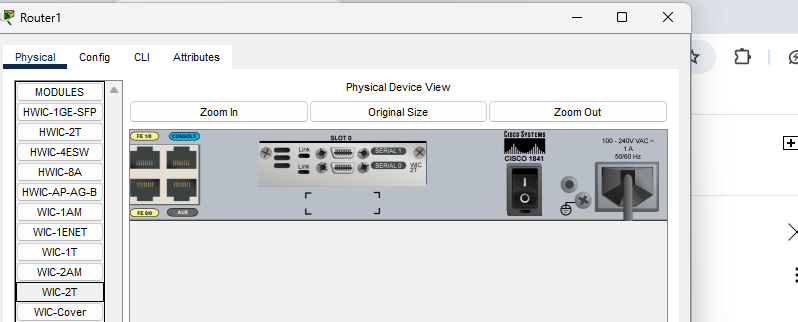 Router1
Physical Config CLI Attributes
MODULES
HWIC-1GE-SFP
HWIC-2T
HWIC-4ESW
HWIC-8A
HWIC-AP-AG-B
WIC-1AM
WIC-1ENET
WIC-1T
WIC-2AM
WIC-2T
WIC-Cover
Physical Device View
Zoom In Original Size Zoom Out
FE 1/0 CONSOLE
FE 0/0 AUX
SLOT 0
Link SERIAL 1
Link SERIAL 0 WIC
2T
CISCO SYSTEMS
CISCO 1841
I
O
100 - 240V VAC ~
1 A
50/60 Hz